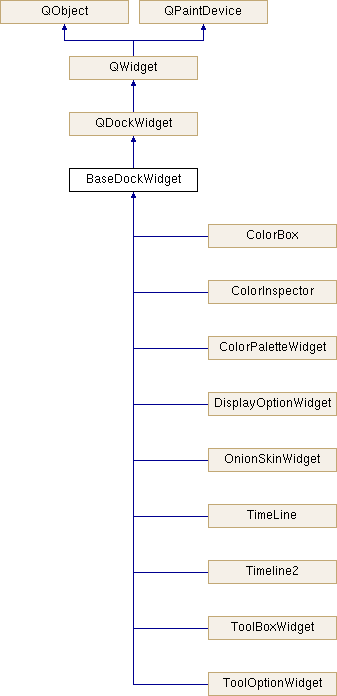 QObject
QPaintDevice
QWidget
QDockWidget
BaseDockWidget
ColorBox
ColorInspector
ColorPaletteWidget
DisplayOptionWidget
OnionSkinWidget
TimeLine
Timeline2
ToolBoxWidget
ToolOptionWidget